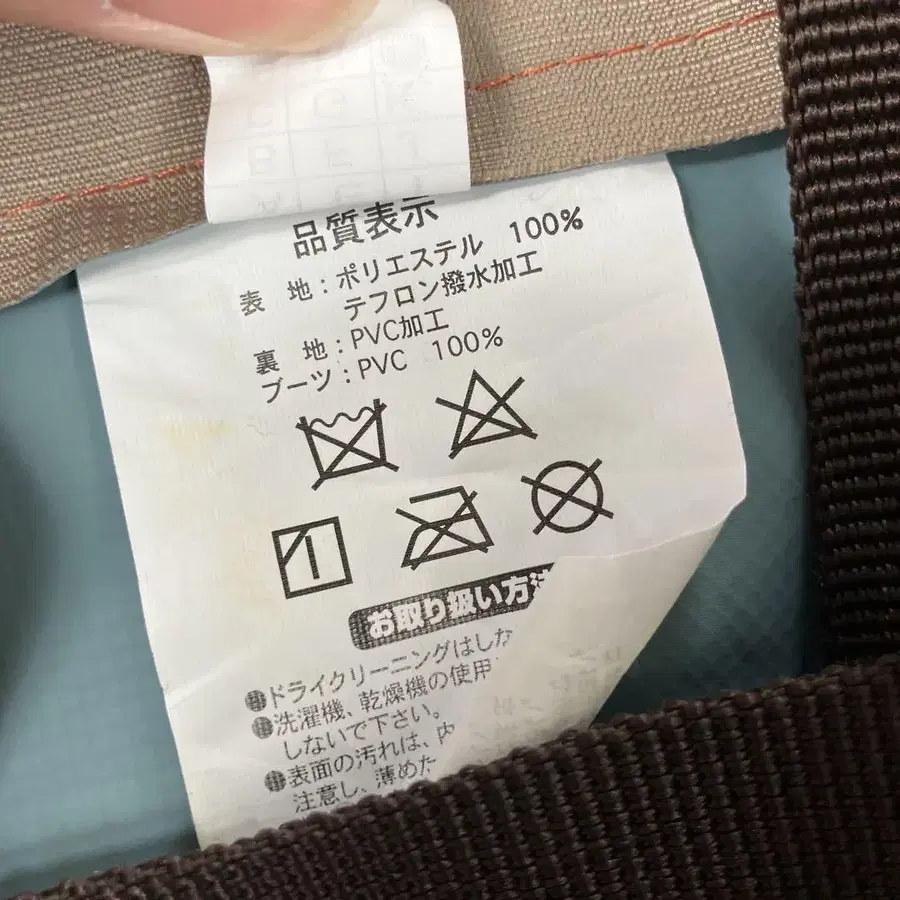 品質表示
表 地：ポリエステル 100%
テフロン撥水加工
裏 地：PVC加工
ブーツ：PVC 100%
お取り扱い方法
ドライクリーニングはしな
洗濯機、乾燥機の使用
しないで下さい。
表面の汚れは、内
注意し、薄めた